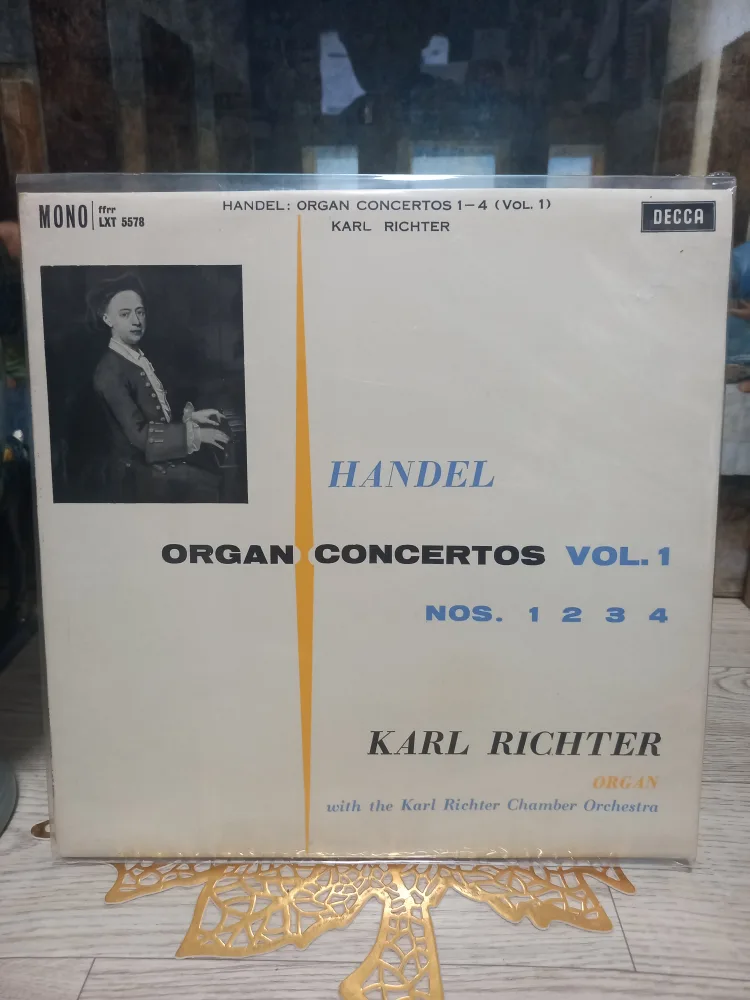 MONO ffrr
LXT 5578
HANDEL: ORGAN CONCERTOS 1–4 (VOL. 1)
KARL RICHTER
DECCA
HANDEL
ORGAN CONCERTOS VOL. 1
NOS. 1 2 3 4
KARL RICHTER
ORGAN
with the Karl Richter Chamber Orchestra